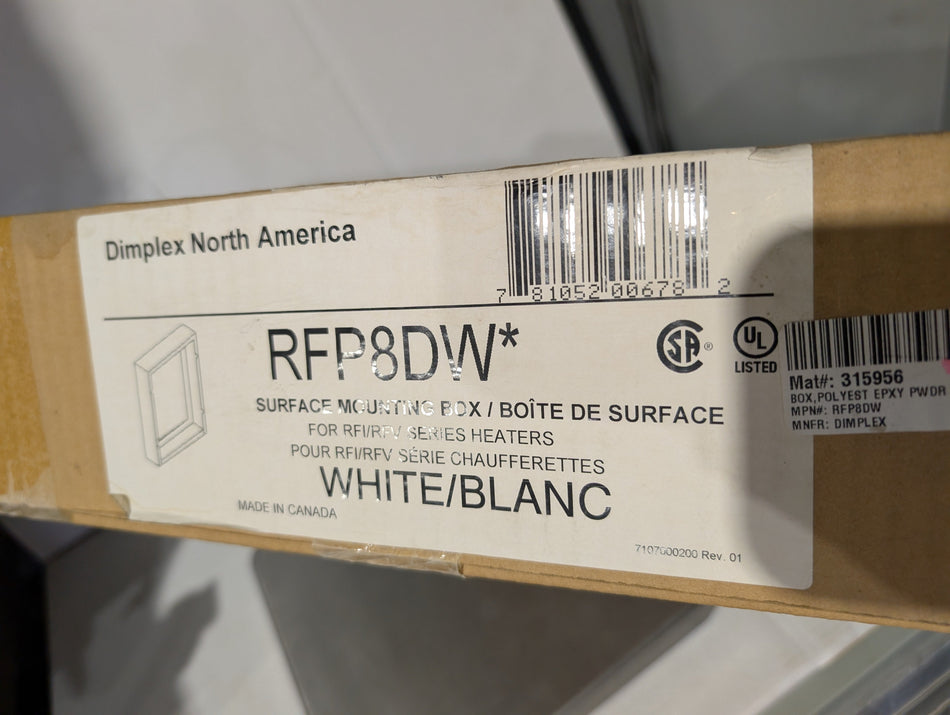 Dimplex North America
7 81052 00678 2
RFP8DW*
SA ®
UL
LISTED
SURFACE MOUNTING BOX / BOÎTE DE SURFACE
FOR RFI/RFV SERIES HEATERS
POUR RFI/RFV SÉRIE CHAUFFERETTES
WHITE/BLANC
MADE IN CANADA
7107000200 Rev. 01
Mat#: 315956
BOX,POLYEST EPXY PWDR
MPN#: RFP8DW
MNFR: DIMPLEX